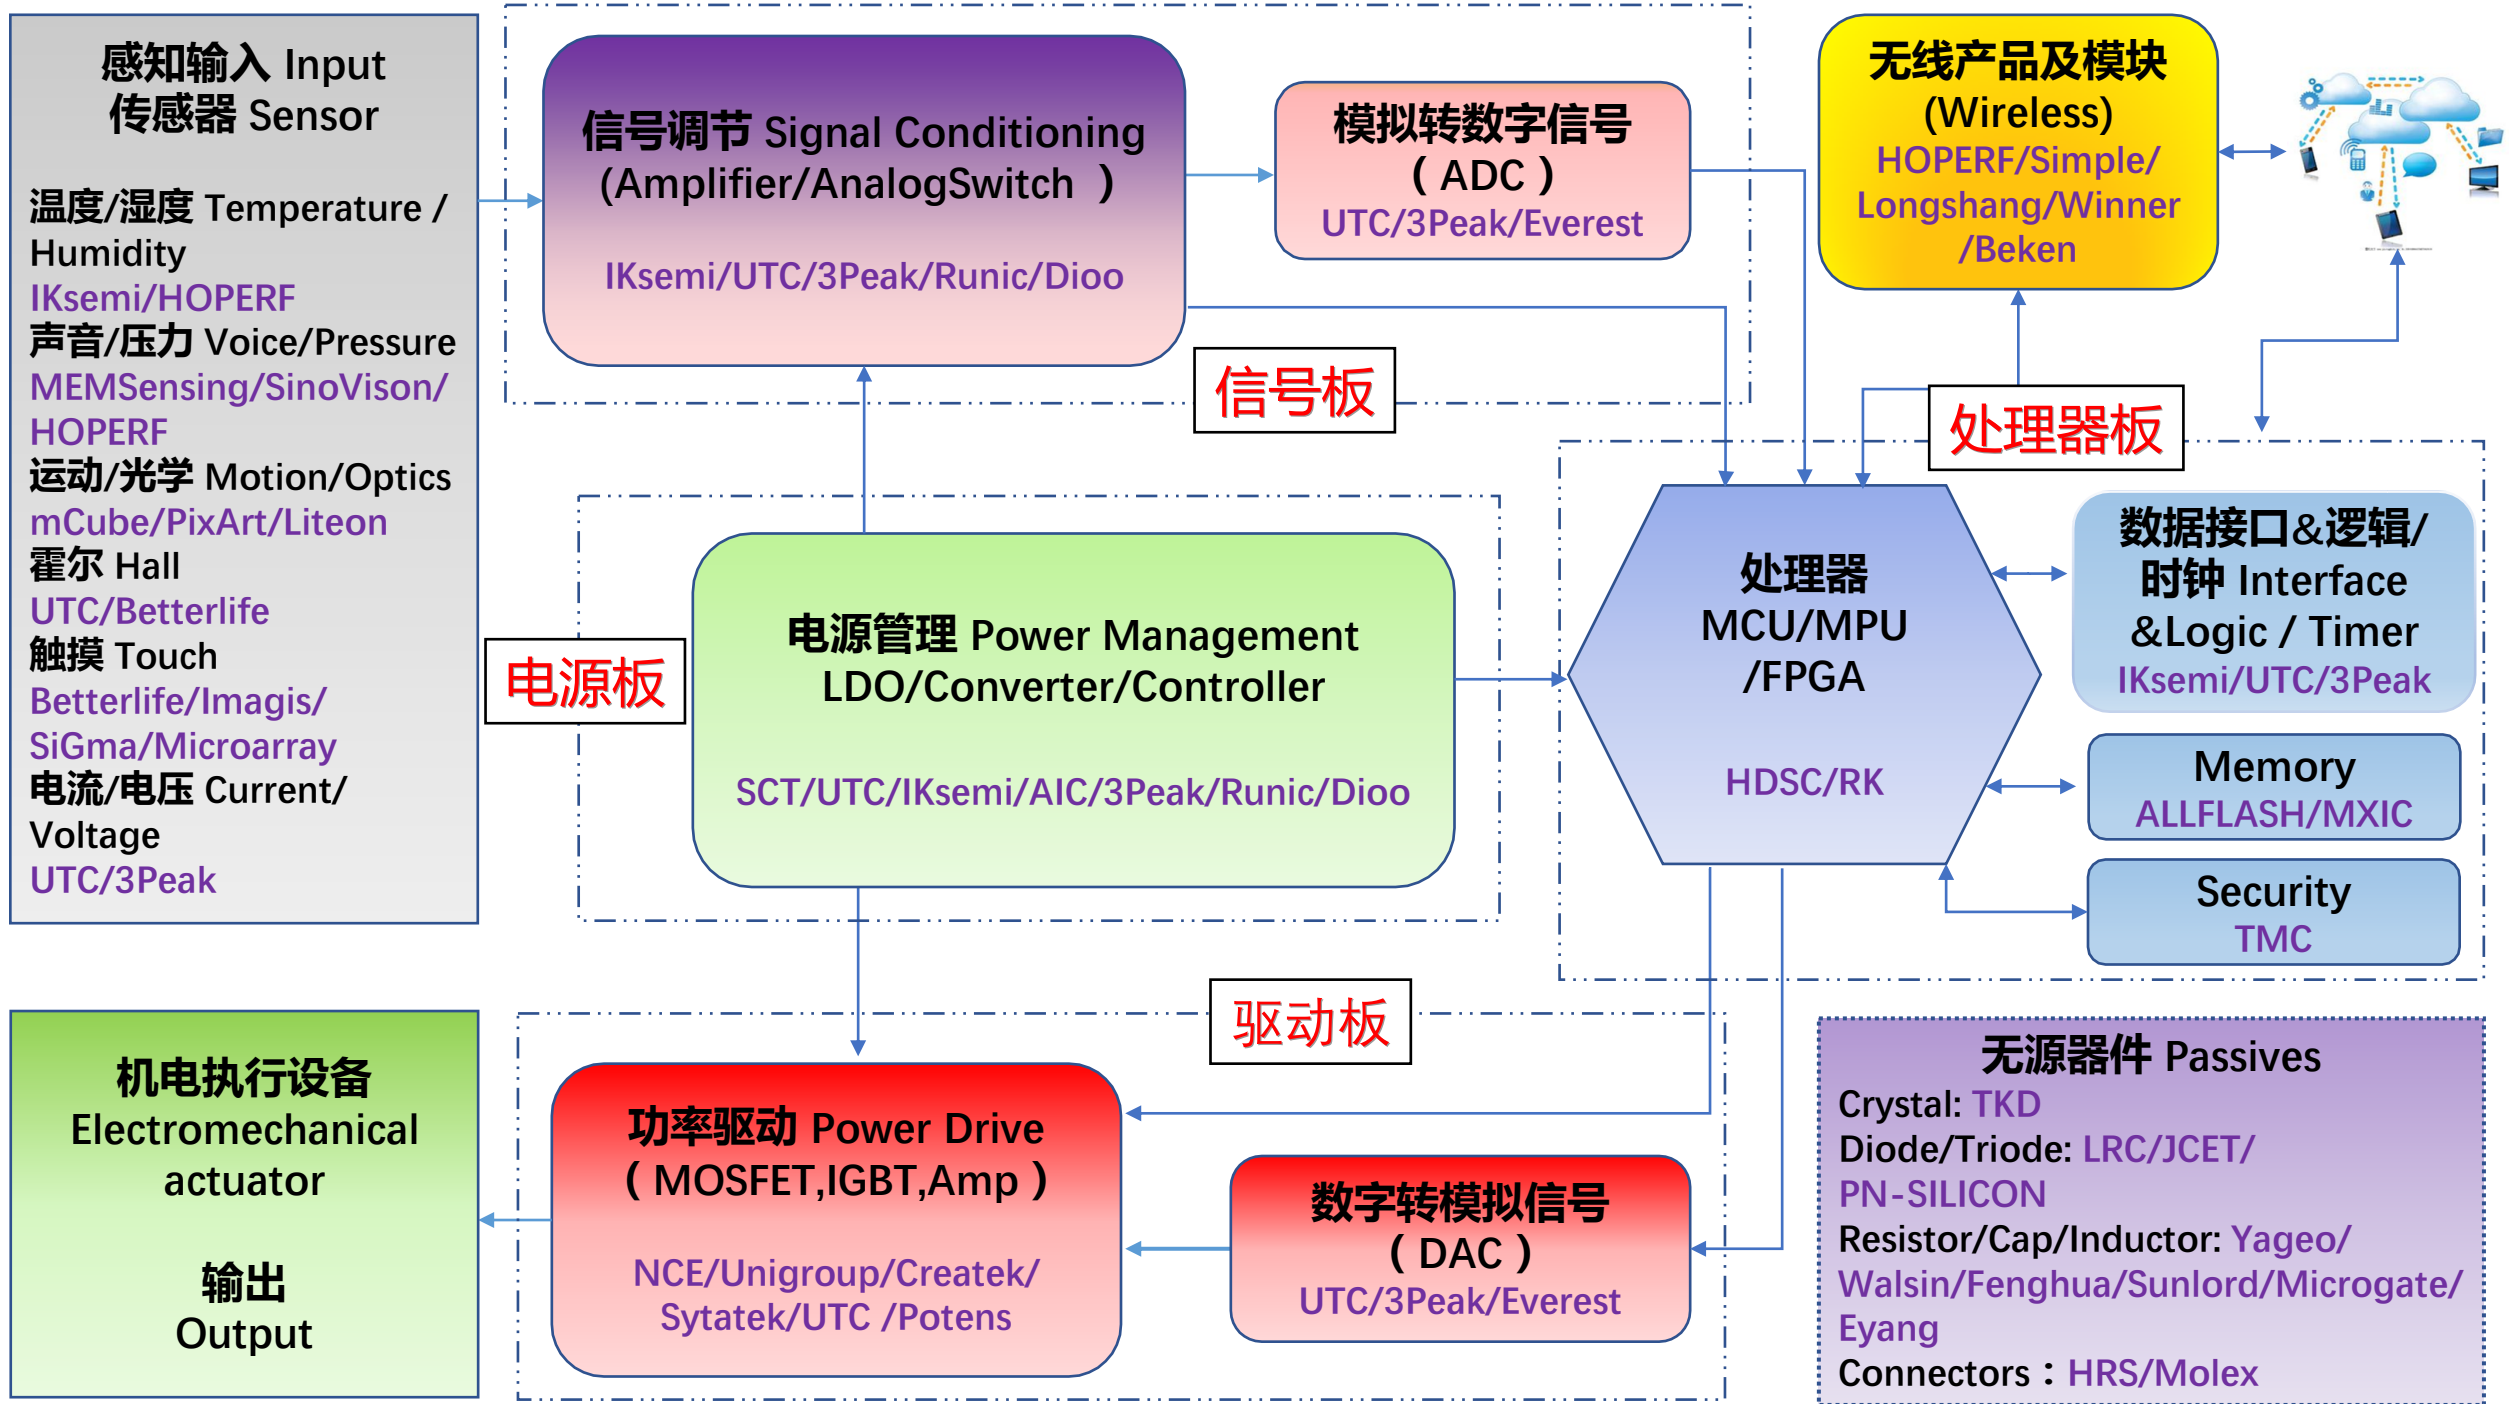 感知输入 Input
传感器 Sensor
温度/湿度 Temperature /
Humidity
IKsemi/HOPERF
声音/压力 Voice/Pressure
MEMSensing/SinoVison/
HOPERF
运动/光学 Motion/Optics
mCube/PixArt/Liteon
霍尔 Hall
UTC/Betterlife
触摸 Touch
Betterlife/Imagis/
SiGma/Microarray
电流/电压 Current/
Voltage
UTC/3Peak
信号调节 Signal Conditioning
(Amplifier/AnalogSwitch ）
IKsemi/UTC/3Peak/Runic/Dioo
模拟转数字信号
（ADC）
UTC/3Peak/Everest
信号板
无线产品及模块
(Wireless)
HOPERF/Simple/
Longshang/Winner
/Beken
处理器板
电源板
电源管理 Power Management
LDO/Converter/Controller
SCT/UTC/IKsemi/AIC/3Peak/Runic/Dioo
处理器
MCU/MPU
/FPGA
HDSC/RK
数据接口&逻辑/
时钟 Interface
&Logic / Timer
IKsemi/UTC/3Peak
Memory
ALLFLASH/MXIC
Security
TMC
机电执行设备
Electromechanical
actuator
输出
Output
驱动板
功率驱动 Power Drive
（MOSFET,IGBT,Amp）
NCE/Unigroup/Createk/
Sytatek/UTC /Potens
数字转模拟信号
（DAC）
UTC/3Peak/Everest
无源器件 Passives
Crystal: TKD
Diode/Triode: LRC/JCET/
PN-SILICON
Resistor/Cap/Inductor: Yageo/
Walsin/Fenghua/Sunlord/Microgate/
Eyang
Connectors：HRS/Molex